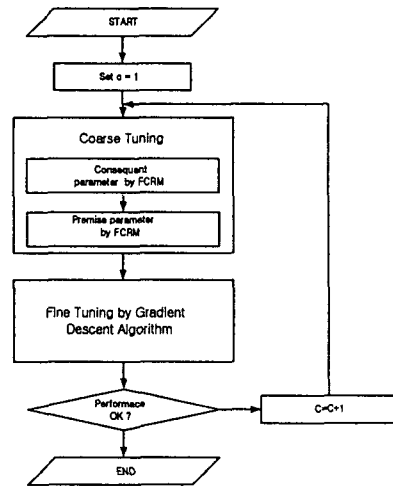 START
Set c = 1
Coarse Tuning
Consequent
parameter by FCRM
Premise parameter
by FCRM
Fine Tuning by Gradient
Descent Algorithm
Performace
OK ?
C=C+1
END